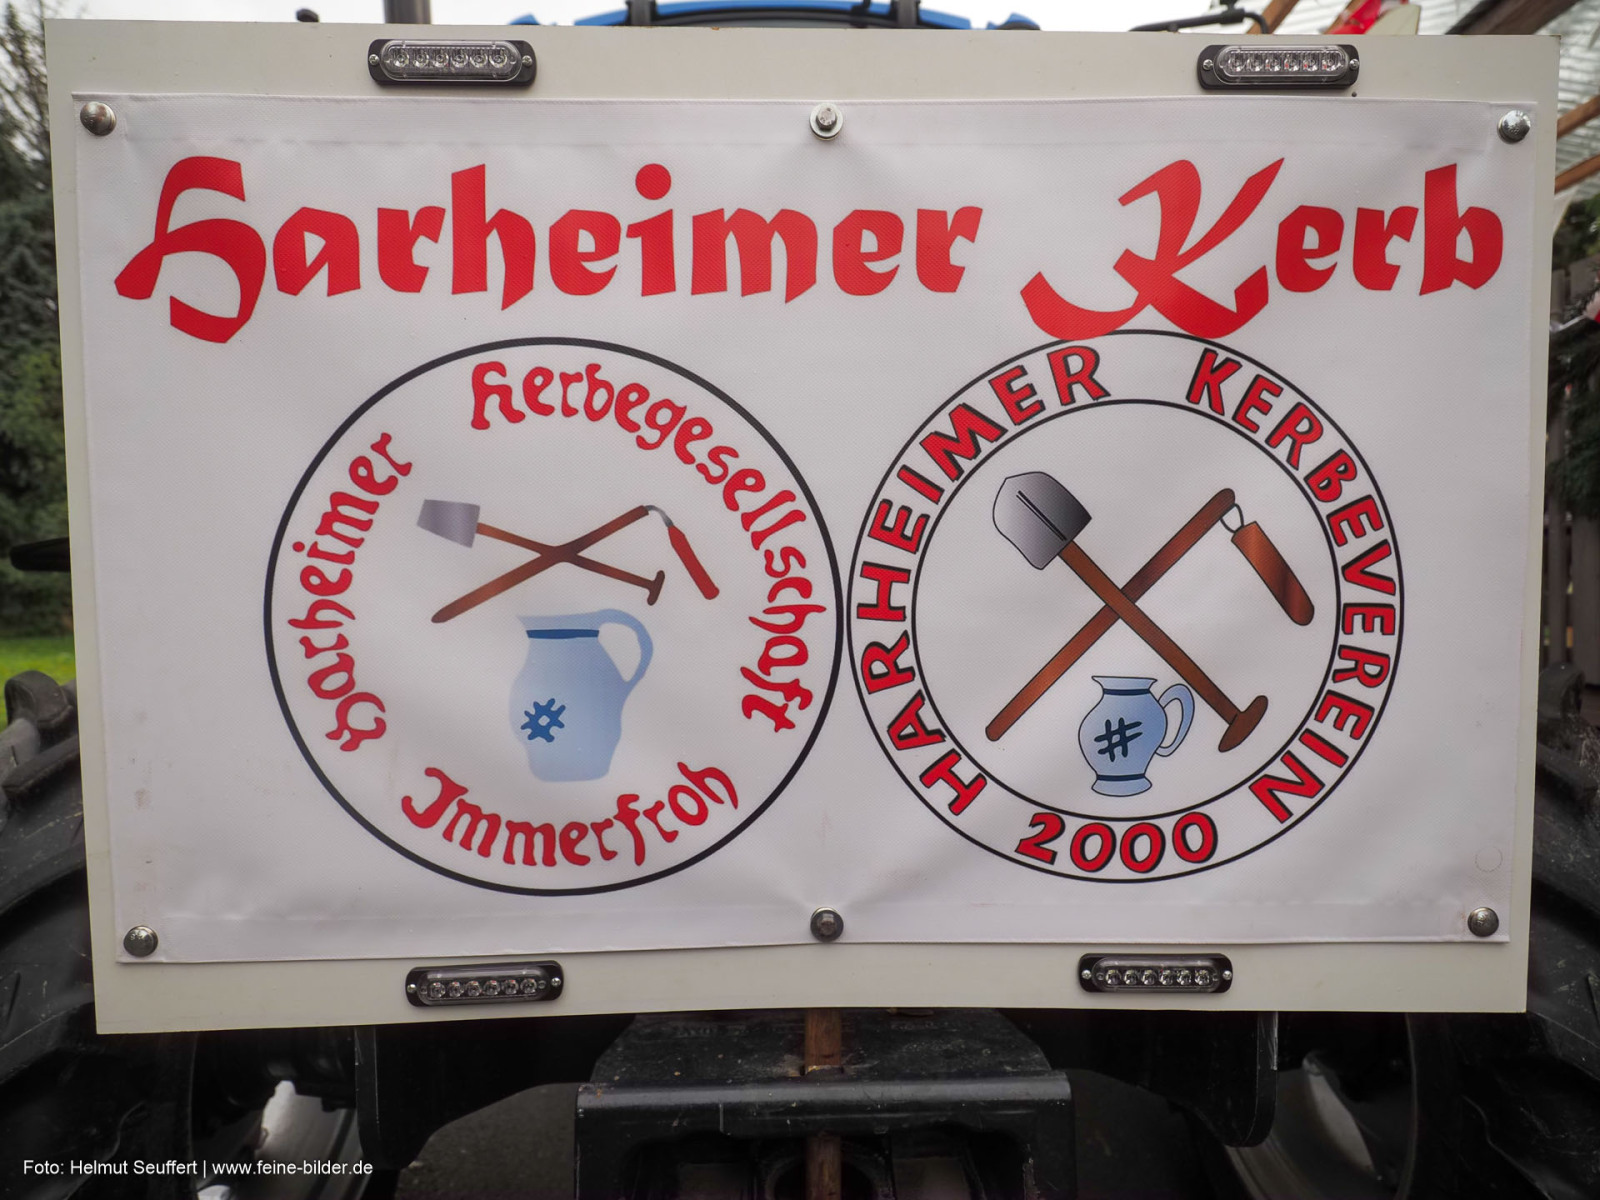 Harheimer Kerb
Harheimer Kerbegesellschaft
Immerfroh
HARHEIMER KERBEVEREIN
2000
#
Foto: Helmut Seuffert | www.feine-bilder.de